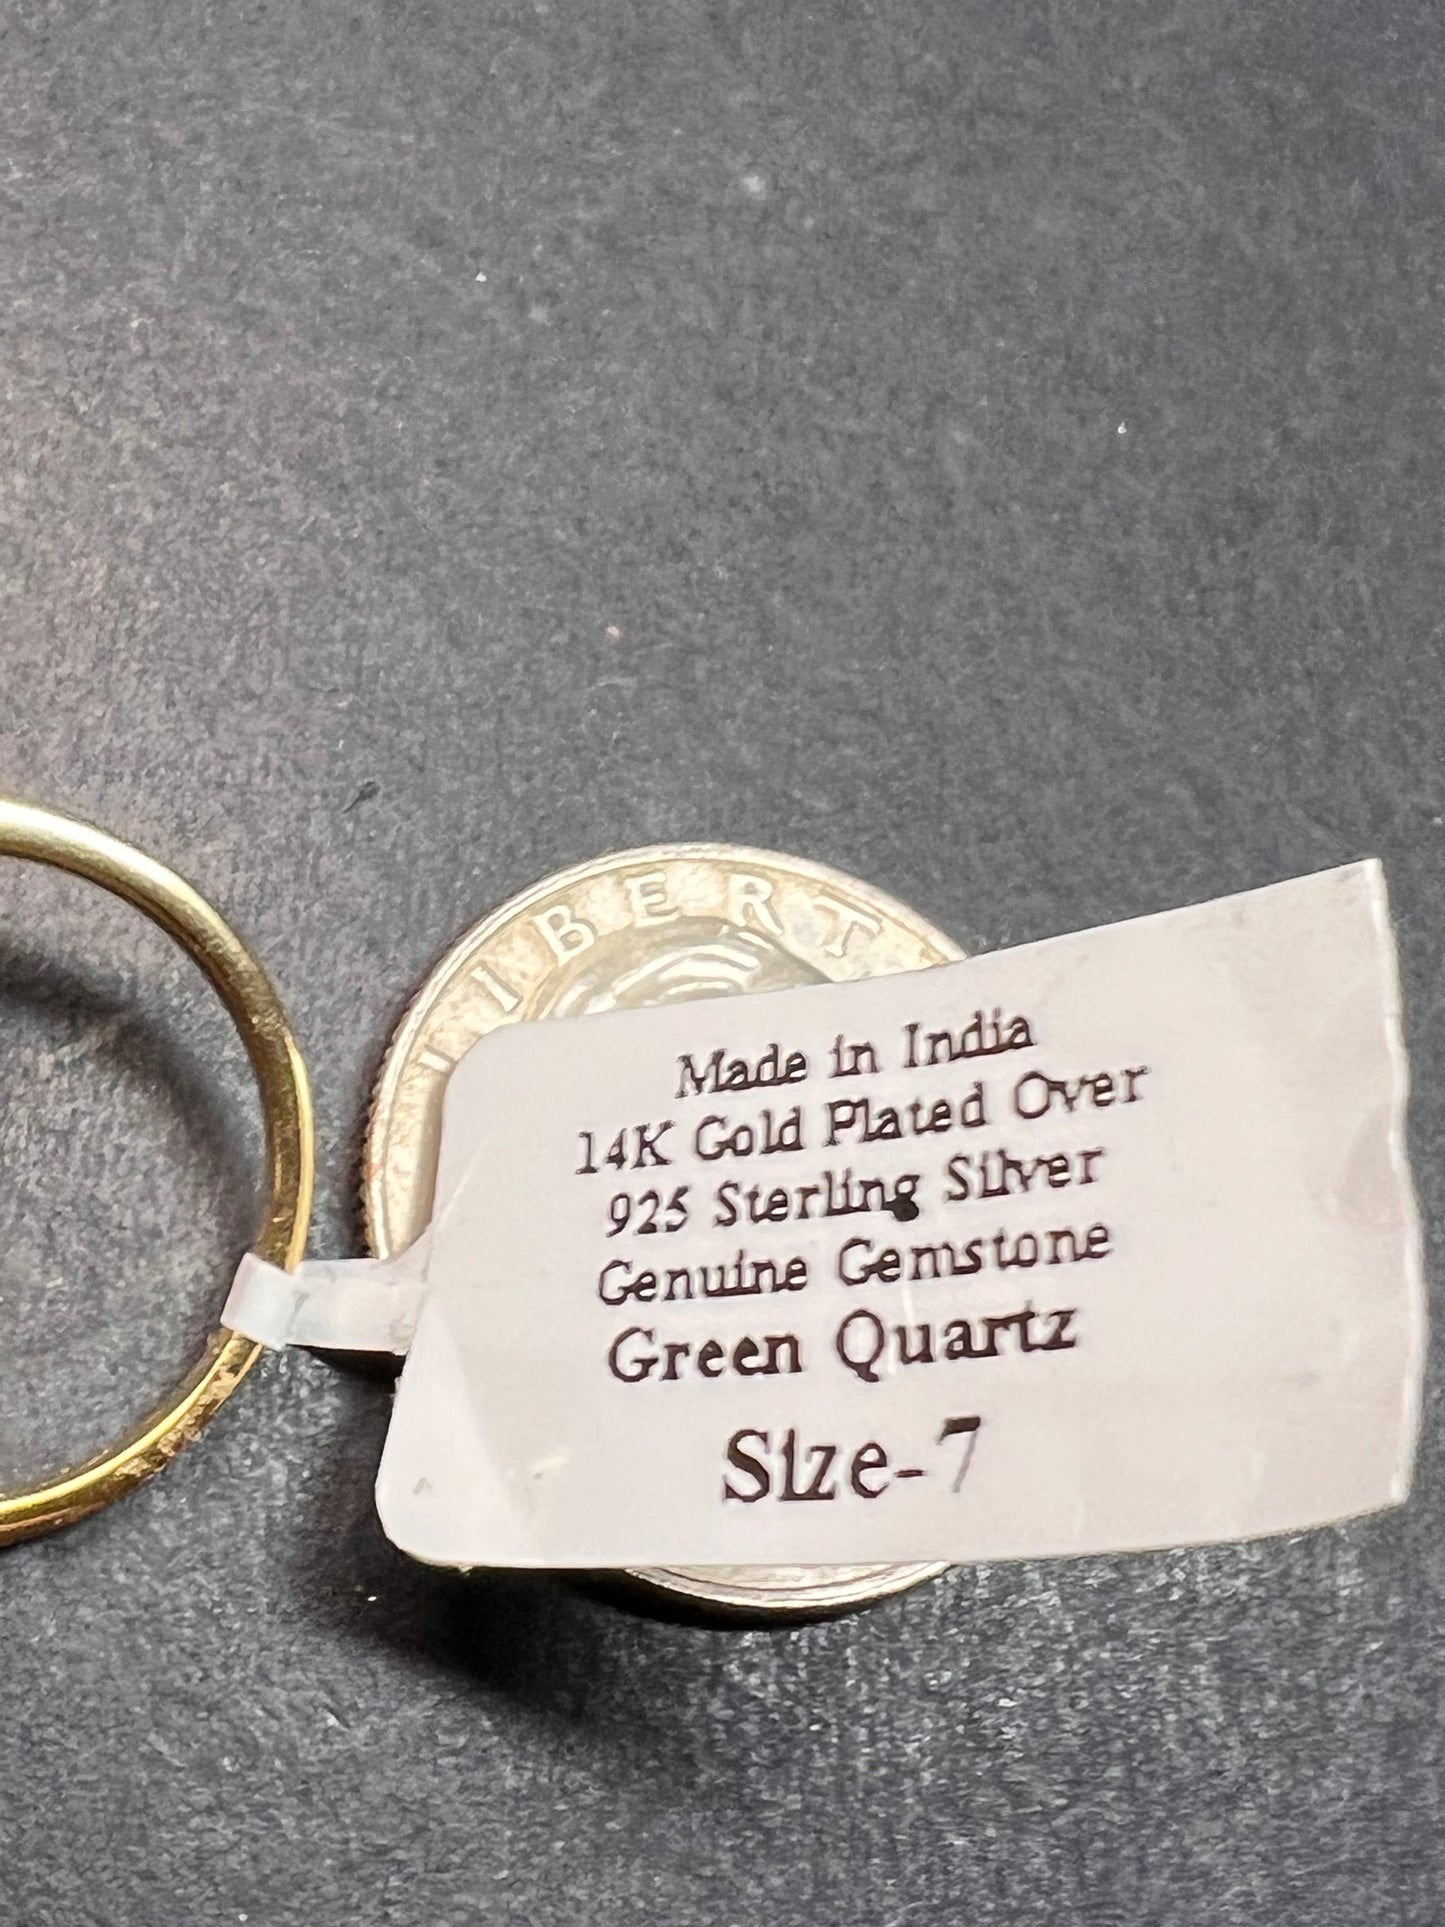 LIBERT
Made in India
14K Gold Plated Over
925 Sterling Silver
Genuine Gemstone
Green Quartz
Size-7